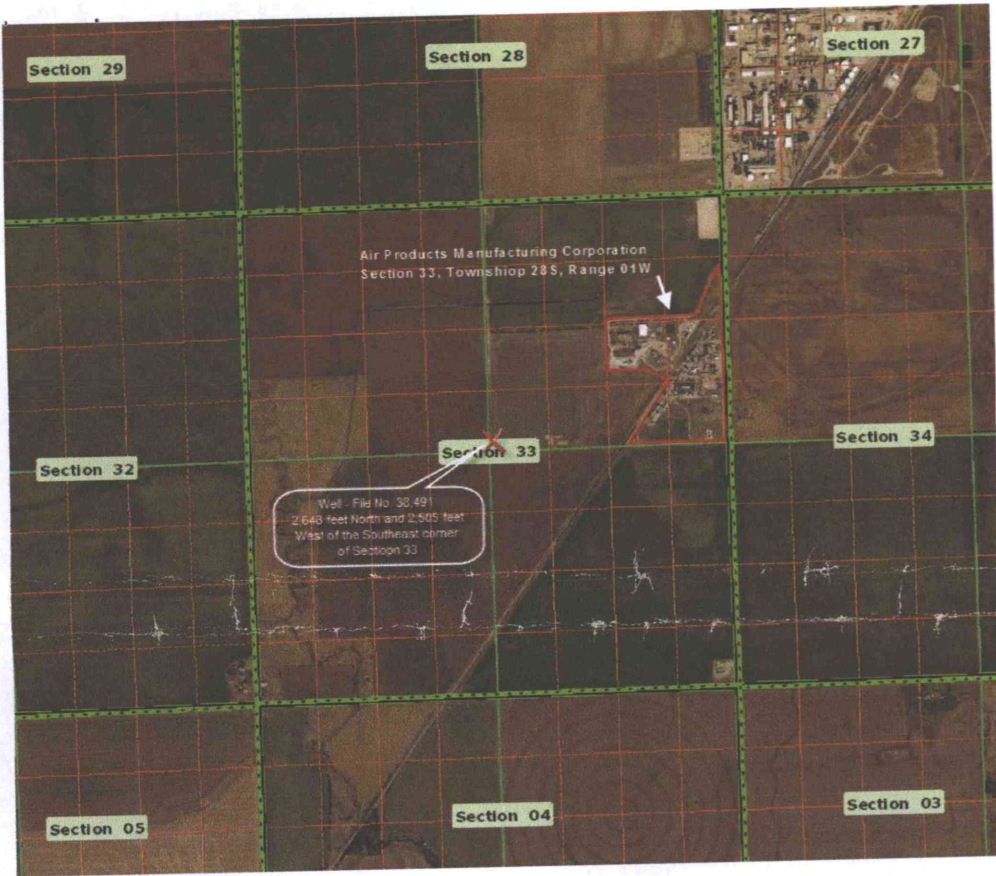 Section 29
Section 28
Section 27
Air Products Manufacturing Corporation
Section 33, Townshiop 28S, Range 01W
Section 32
Section 33
Section 34
Well - File No. 38,491
2,648 feet North and 2,505 feet
West of the Southeast corner
of Sectiopn 33
Section 05
Section 04
Section 03